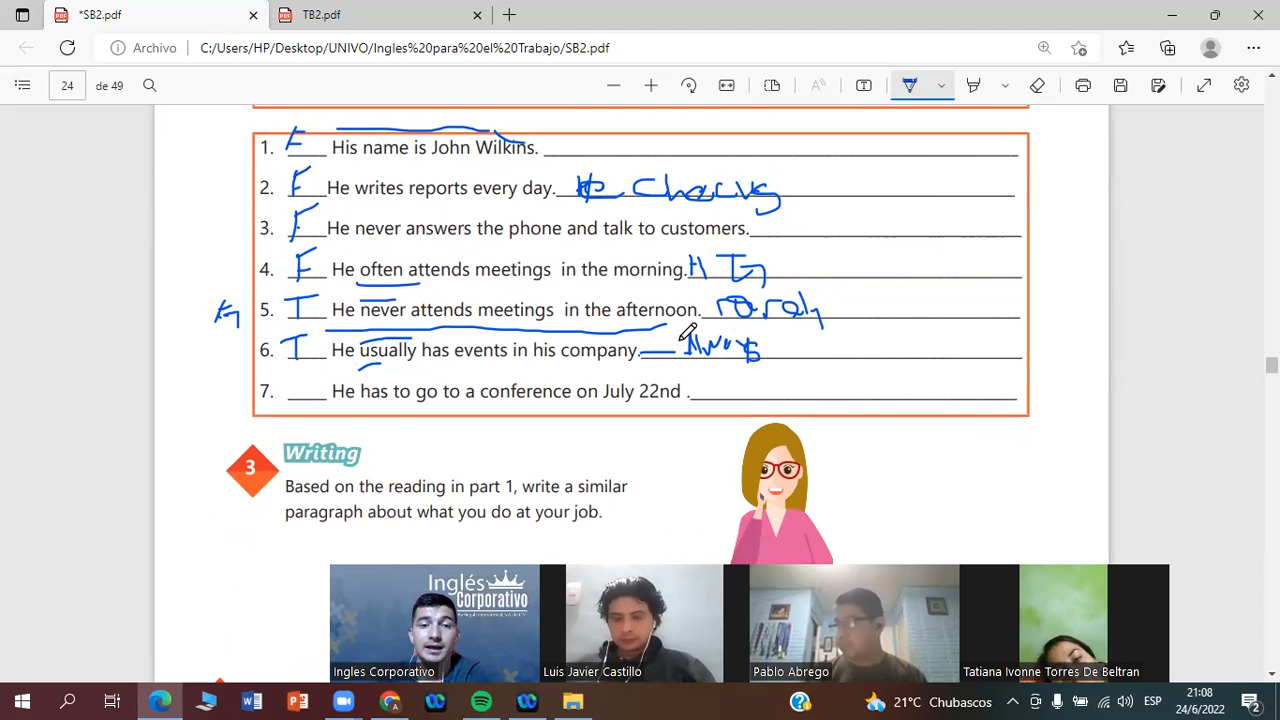 *SB2.pdf
TB2.pdf
Archivo C:/Users/HP/Desktop/UNIVO/Ingles%20para%20el%20Trabajo/SB2.pdf
24 de 49
1. F His name is John Wilkins.
2. F He writes reports every day.
3. F He never answers the phone and talk to customers.
4. F He often attends meetings in the morning.
5. T He never attends meetings in the afternoon. rarely
6. T He usually has events in his company. Always
7. He has to go to a conference on July 22nd .
3 Writing
Based on the reading in part 1, write a similar
paragraph about what you do at your job.
Inglés
Corporativo
Ingles Corporativo
Luis Javier Castillo
Pablo Abrego
Tatiana Ivonne Torres De Beltran
21°C Chubascos
ESP
21:08
24/6/2022
2